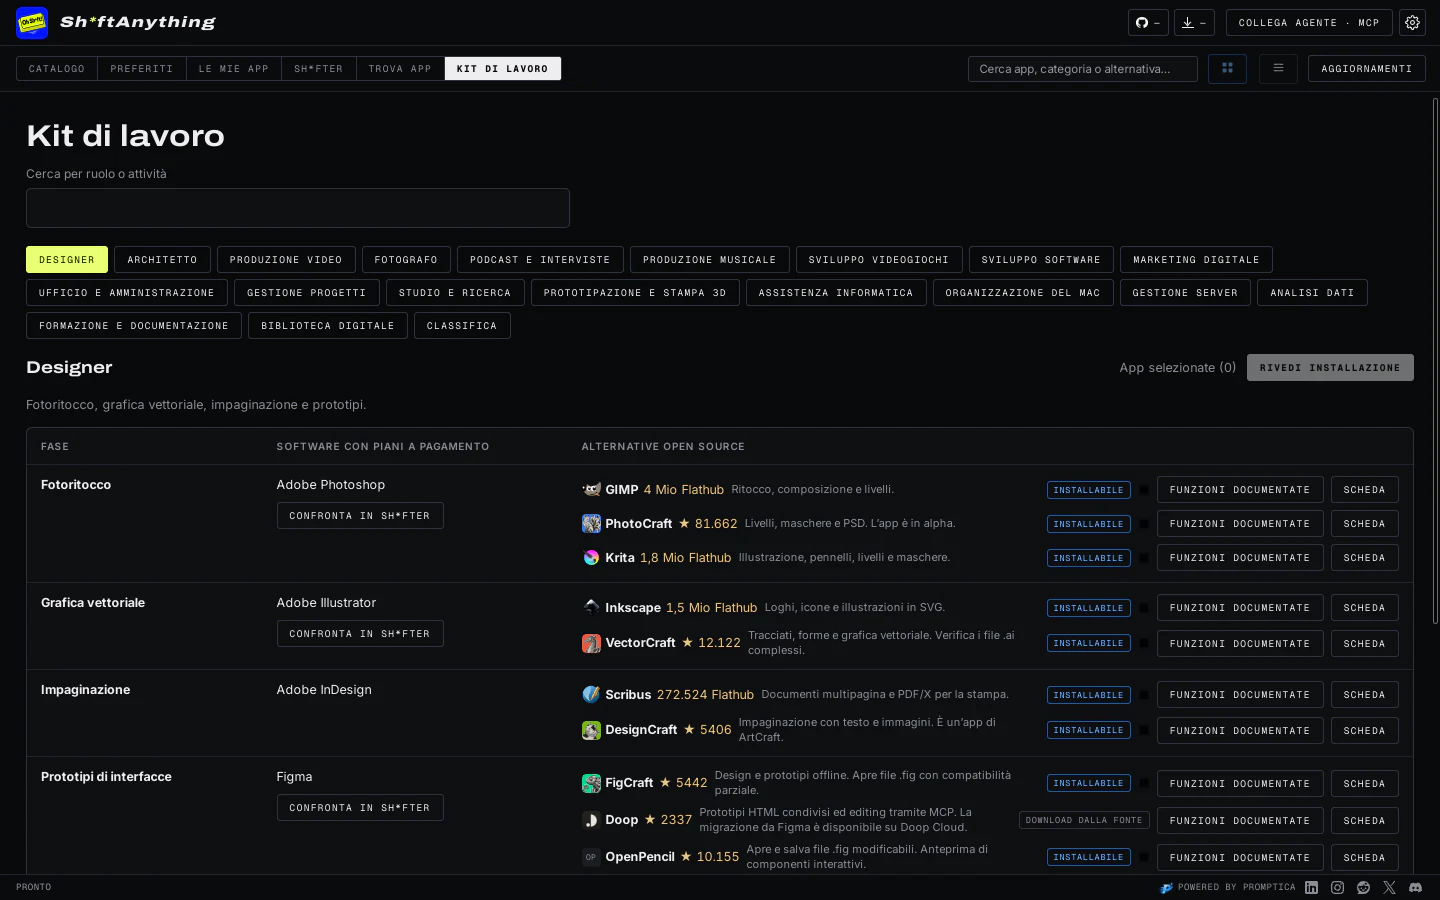 Oh Sh*ft!
Sh*ftAnything
–
–
COLLEGA AGENTE · MCP
CATALOGO
PREFERITI
LE MIE APP
SH*FTER
TROVA APP
KIT DI LAVORO
Cerca app, categoria o alternativa...
AGGIORNAMENTI
Kit di lavoro
Cerca per ruolo o attività
DESIGNER
ARCHITETTO
PRODUZIONE VIDEO
FOTOGRAFO
PODCAST E INTERVISTE
PRODUZIONE MUSICALE
SVILUPPO VIDEOGIOCHI
SVILUPPO SOFTWARE
MARKETING DIGITALE
UFFICIO E AMMINISTRAZIONE
GESTIONE PROGETTI
STUDIO E RICERCA
PROTOTIPAZIONE E STAMPA 3D
ASSISTENZA INFORMATICA
ORGANIZZAZIONE DEL MAC
GESTIONE SERVER
ANALISI DATI
FORMAZIONE E DOCUMENTAZIONE
BIBLIOTECA DIGITALE
CLASSIFICA
Designer
App selezionate (0)
RIVEDI INSTALLAZIONE
Fotoritocco, grafica vettoriale, impaginazione e prototipi.
FASE
SOFTWARE CON PIANI A PAGAMENTO
ALTERNATIVE OPEN SOURCE
Fotoritocco
Adobe Photoshop
CONFRONTA IN SH*FTER
GIMP 4 Mio Flathub Ritocco, composizione e livelli.
INSTALLABILE
FUNZIONI DOCUMENTATE
SCHEDA
PhotoCraft ★ 81.662 Livelli, maschere e PSD. L'app è in alpha.
INSTALLABILE
FUNZIONI DOCUMENTATE
SCHEDA
Krita 1,8 Mio Flathub Illustrazione, pennelli, livelli e maschere.
INSTALLABILE
FUNZIONI DOCUMENTATE
SCHEDA
Grafica vettoriale
Adobe Illustrator
CONFRONTA IN SH*FTER
Inkscape 1,5 Mio Flathub Loghi, icone e illustrazioni in SVG.
INSTALLABILE
FUNZIONI DOCUMENTATE
SCHEDA
VectorCraft ★ 12.122 Tracciati, forme e grafica vettoriale. Verifica i file .ai
complessi.
INSTALLABILE
FUNZIONI DOCUMENTATE
SCHEDA
Impaginazione
Adobe InDesign
Scribus 272.524 Flathub Documenti multipagina e PDF/X per la stampa.
INSTALLABILE
FUNZIONI DOCUMENTATE
SCHEDA
DesignCraft ★ 5406 Impaginazione con testo e immagini. È un'app di
ArtCraft.
INSTALLABILE
FUNZIONI DOCUMENTATE
SCHEDA
Prototipi di interfacce
Figma
CONFRONTA IN SH*FTER
FigCraft ★ 5442 Design e prototipi offline. Apre file .fig con compatibilità
parziale.
INSTALLABILE
FUNZIONI DOCUMENTATE
SCHEDA
Doop ★ 2337 Prototipi HTML condivisi ed editing tramite MCP. La
migrazione da Figma è disponibile su Doop Cloud.
DOWNLOAD DALLA FONTE
FUNZIONI DOCUMENTATE
SCHEDA
OP
OpenPencil ★ 10.155 Apre e salva file .fig modificabili. Anteprima di
componenti interattivi.
INSTALLABILE
FUNZIONI DOCUMENTATE
SCHEDA
PRONTO
POWERED BY PROMPTICA